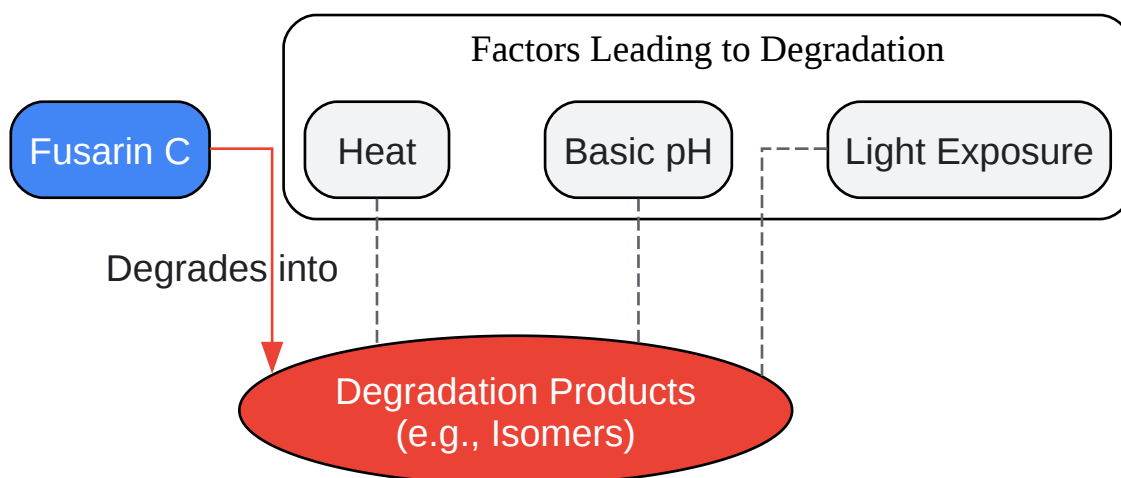 Factors Leading to Degradation
Fusarin C
Heat
Basic pH
Light Exposure
Degrades into
Degradation Products
(e.g., Isomers)